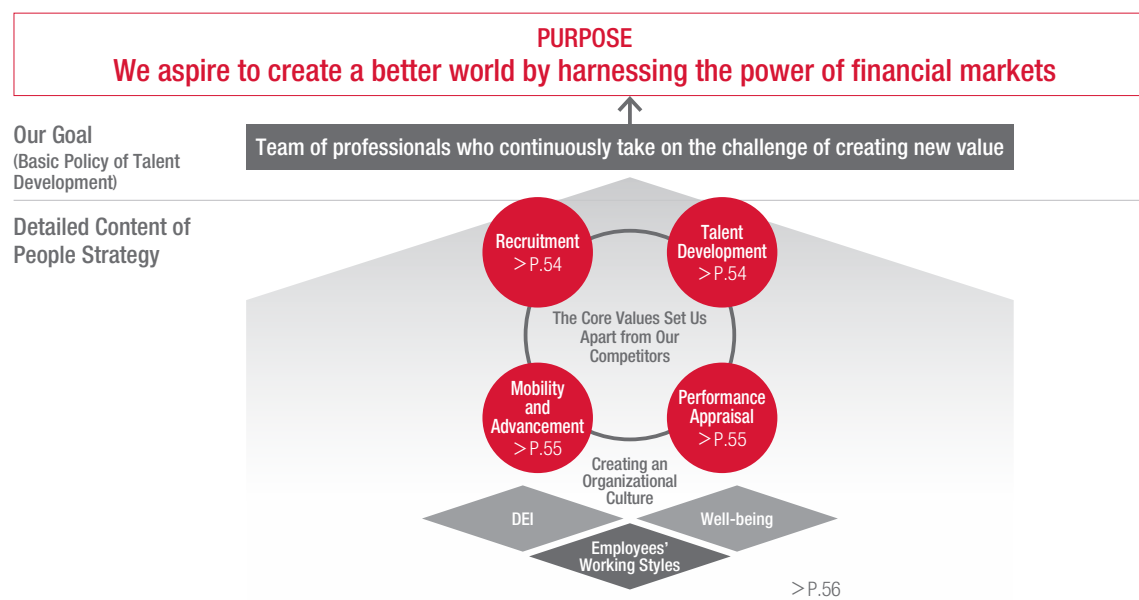 PURPOSE
We aspire to create a better world by harnessing the power of financial markets
Our Goal
(Basic Policy of Talent
Development)
Team of professionals who continuously take on the challenge of creating new value
Detailed Content of
People Strategy
Recruitment
>P.54
Talent
Development
>P.54
The Core Values Set Us
Apart from Our
Competitors
Mobility
and
Advancement
>P.55
Performance
Appraisal
>P.55
Creating an
Organizational
Culture
DEI
Well-being
Employees’
Working Styles
>P.56